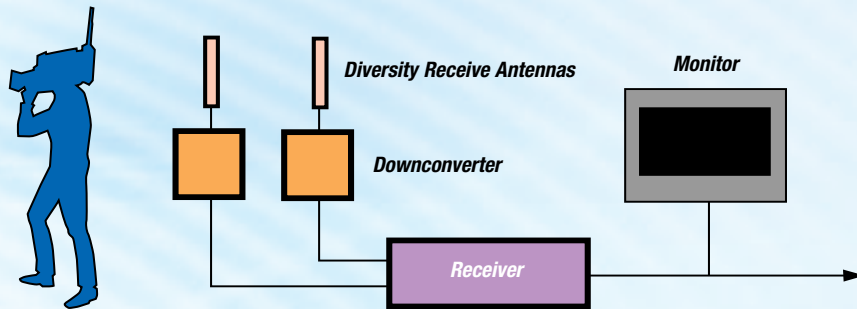 Diversity Receive Antennas
Monitor
Downconverter
Receiver